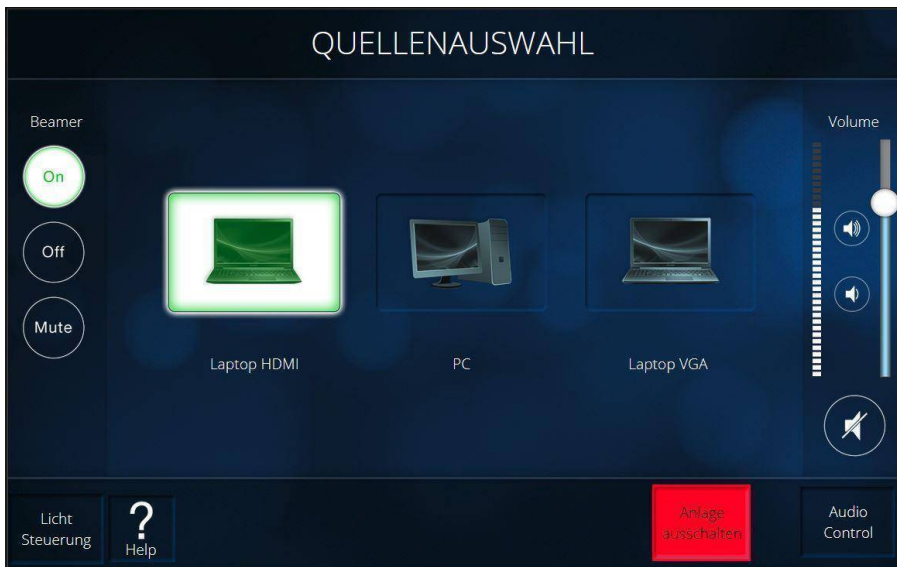 QUELLENAUSWAHL
Beamer
On
Off
Mute
Laptop HDMI
PC
Laptop VGA
Volume
Licht
Steuerung
?
Help
Anlage
ausschalten
Audio
Control